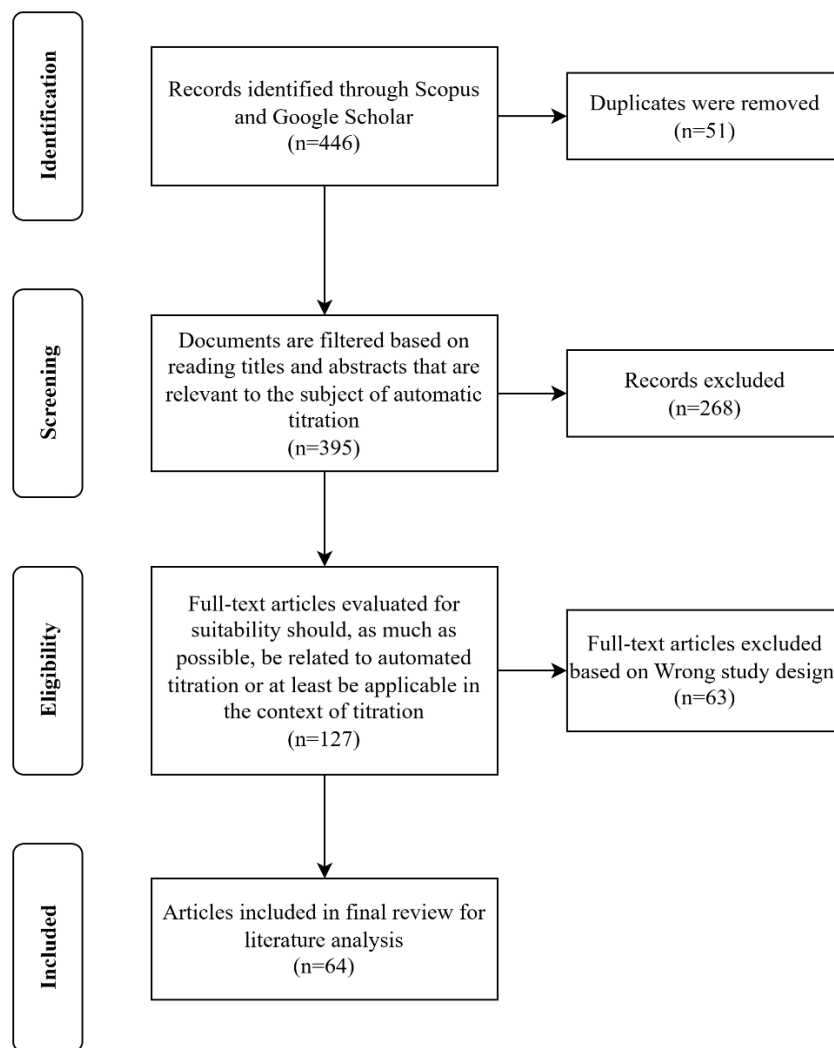 Identification
Records identified through Scopus
and Google Scholar
(n=446)
Duplicates were removed
(n=51)
Screening
Documents are filtered based on
reading titles and abstracts that are
relevant to the subject of automatic
titration
(n=395)
Records excluded
(n=268)
Eligibility
Full-text articles evaluated for
suitability should, as much as
possible, be related to automated
titration or at least be applicable in
the context of titration
(n=127)
Full-text articles excluded
based on Wrong study design
(n=63)
Included
Articles included in final review for
literature analysis
(n=64)